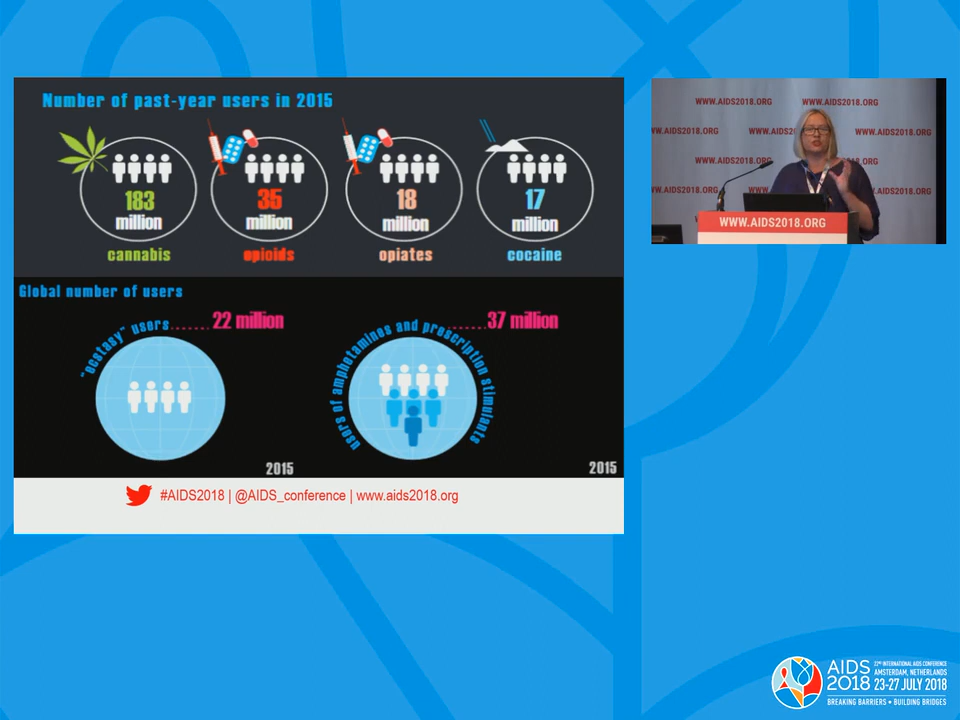 Number of past-year users in 2015
183
million
cannabis
35
million
opioids
18
million
opiates
17
million
cocaine
Global number of users
"ecstasy" users
22 million
2015
users of amphetamines and prescription stimulants
37 million
2015
#AIDS2018 | @AIDS_conference | www.aids2018.org
WWW.AIDS2018.ORG
WWW.AIDS2018.ORG
WWW.AIDS2018.ORG
WWW.AIDS2018.ORG
WWW.AIDS2018.ORG
WWW.AIDS2018.ORG
AIDS
2018
22ND INTERNATIONAL AIDS CONFERENCE
AMSTERDAM, NETHERLANDS
23-27 JULY 2018
BREAKING BARRIERS • BUILDING BRIDGES